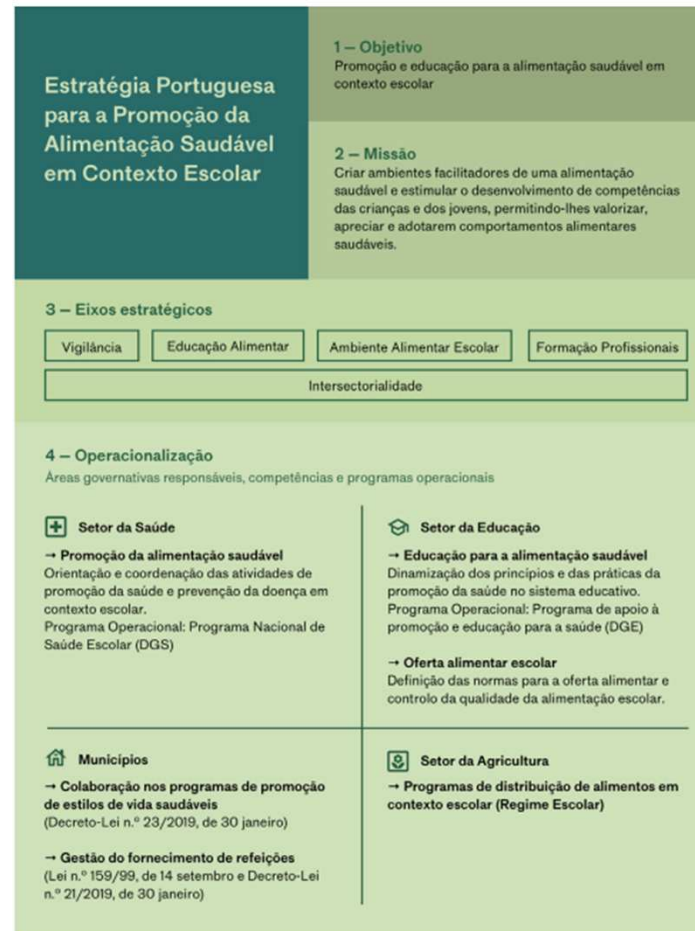 Estratégia Portuguesa
para a Promoção da
Alimentação Saudável
em Contexto Escolar
1 — Objetivo
Promoção e educação para a alimentação saudável em
contexto escolar
2 — Missão
Criar ambientes facilitadores de uma alimentação
saudável e estimular o desenvolvimento de competências
das crianças e dos jovens, permitindo-lhes valorizar,
apreciar e adotarem comportamentos alimentares
saudáveis.
3 — Eixos estratégicos
Vigilância
Educação Alimentar
Ambiente Alimentar Escolar
Formação Profissionais
Intersectorialidade
4 — Operacionalização
Áreas governativas responsáveis, competências e programas operacionais
Setor da Saúde
→ Promoção da alimentação saudável
Orientação e coordenação das atividades de
promoção da saúde e prevenção da doença em
contexto escolar.
Programa Operacional: Programa Nacional de
Saúde Escolar (DGS)
Setor da Educação
→ Educação para a alimentação saudável
Dinamização dos princípios e das práticas da
promoção da saúde no sistema educativo.
Programa Operacional: Programa de apoio à
promoção e educação para a saúde (DGE)
→ Oferta alimentar escolar
Definição das normas para a oferta alimentar e
controlo da qualidade da alimentação escolar.
Municípios
→ Colaboração nos programas de promoção
de estilos de vida saudáveis
(Decreto-Lei n.º 23/2019, de 30 janeiro)
→ Gestão do fornecimento de refeições
(Lei n.º 159/99, de 14 setembro e Decreto-Lei
n.º 21/2019, de 30 janeiro)
Setor da Agricultura
→ Programas de distribuição de alimentos em
contexto escolar (Regime Escolar)